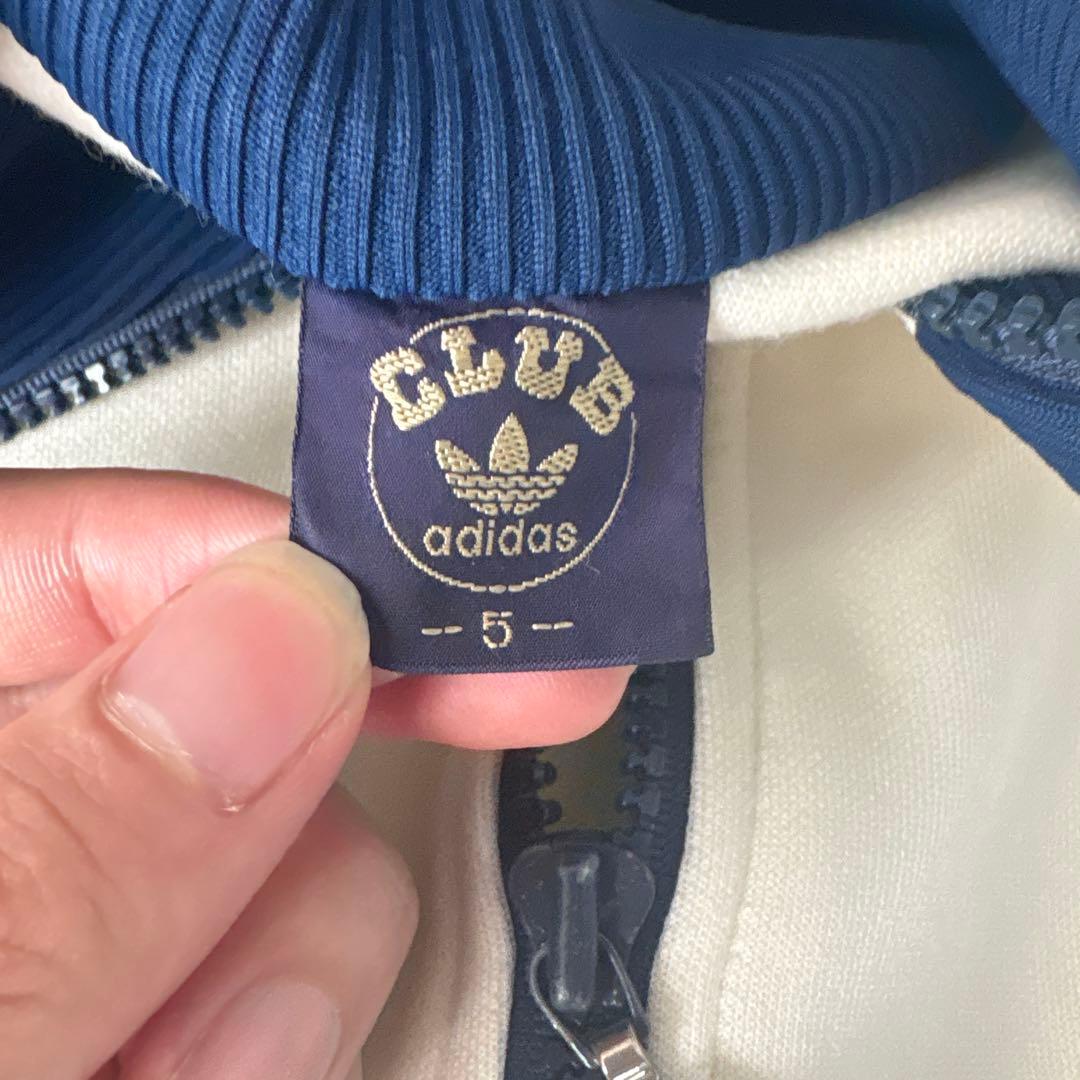 CLUB
adidas
-- 5 --